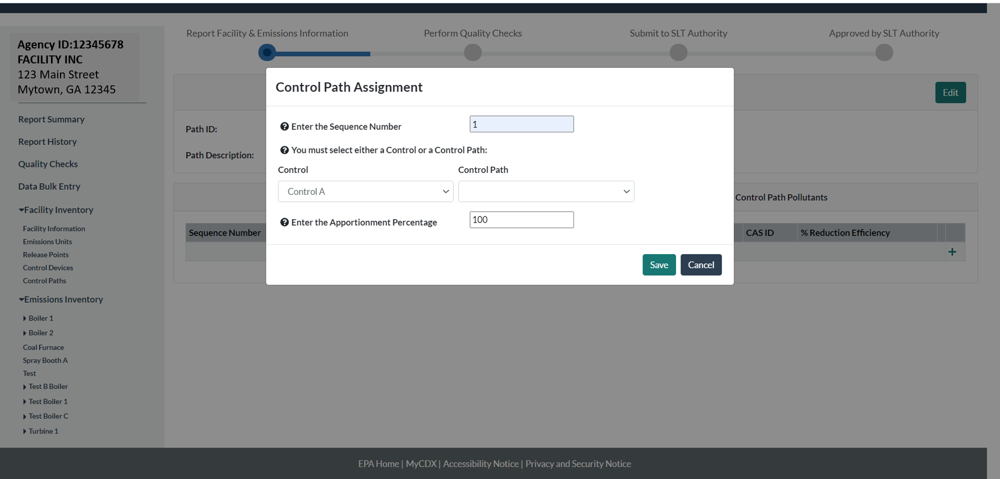 Report Facility & Emissions Information
Perform Quality Checks
Submit to SLT Authority
Approved by SLT Authority
Agency ID:12345678
FACILITY INC
123 Main Street
Mytown, GA 12345
Report Summary
Report History
Quality Checks
Data Bulk Entry
Facility Inventory
Facility Information
Emissions Units
Release Points
Control Devices
Control Paths
Emissions Inventory
Boiler 1
Boiler 2
Coal Furnace
Spray Booth A
Test
Test B Boiler
Test Boiler 1
Test Boiler C
Turbine 1
Edit
Path ID:
Path Description:
Control Path Pollutants
Sequence Number
CAS ID
% Reduction Efficiency
Control Path Assignment
Enter the Sequence Number
1
You must select either a Control or a Control Path:
Control
Control Path
Control A
Enter the Apportionment Percentage
100
Save
Cancel
EPA Home | MyCDX | Accessibility Notice | Privacy and Security Notice